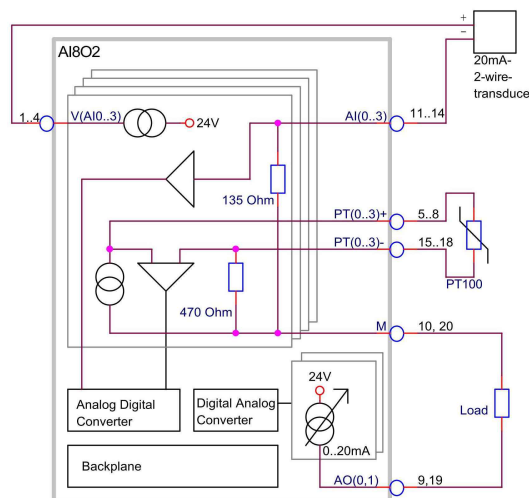 +
−
AI8O2
20mA-
2-wire-
transduce
1..4
V(AI0..3)
24V
AI(0..3)
11..14
135 Ohm
PT(0..3)+
5..8
PT(0..3)-
15..18
PT100
470 Ohm
M
10, 20
24V
Analog Digital
Converter
Digital Analog
Converter
Load
0..20mA
Backplane
AO(0,1)
9,19